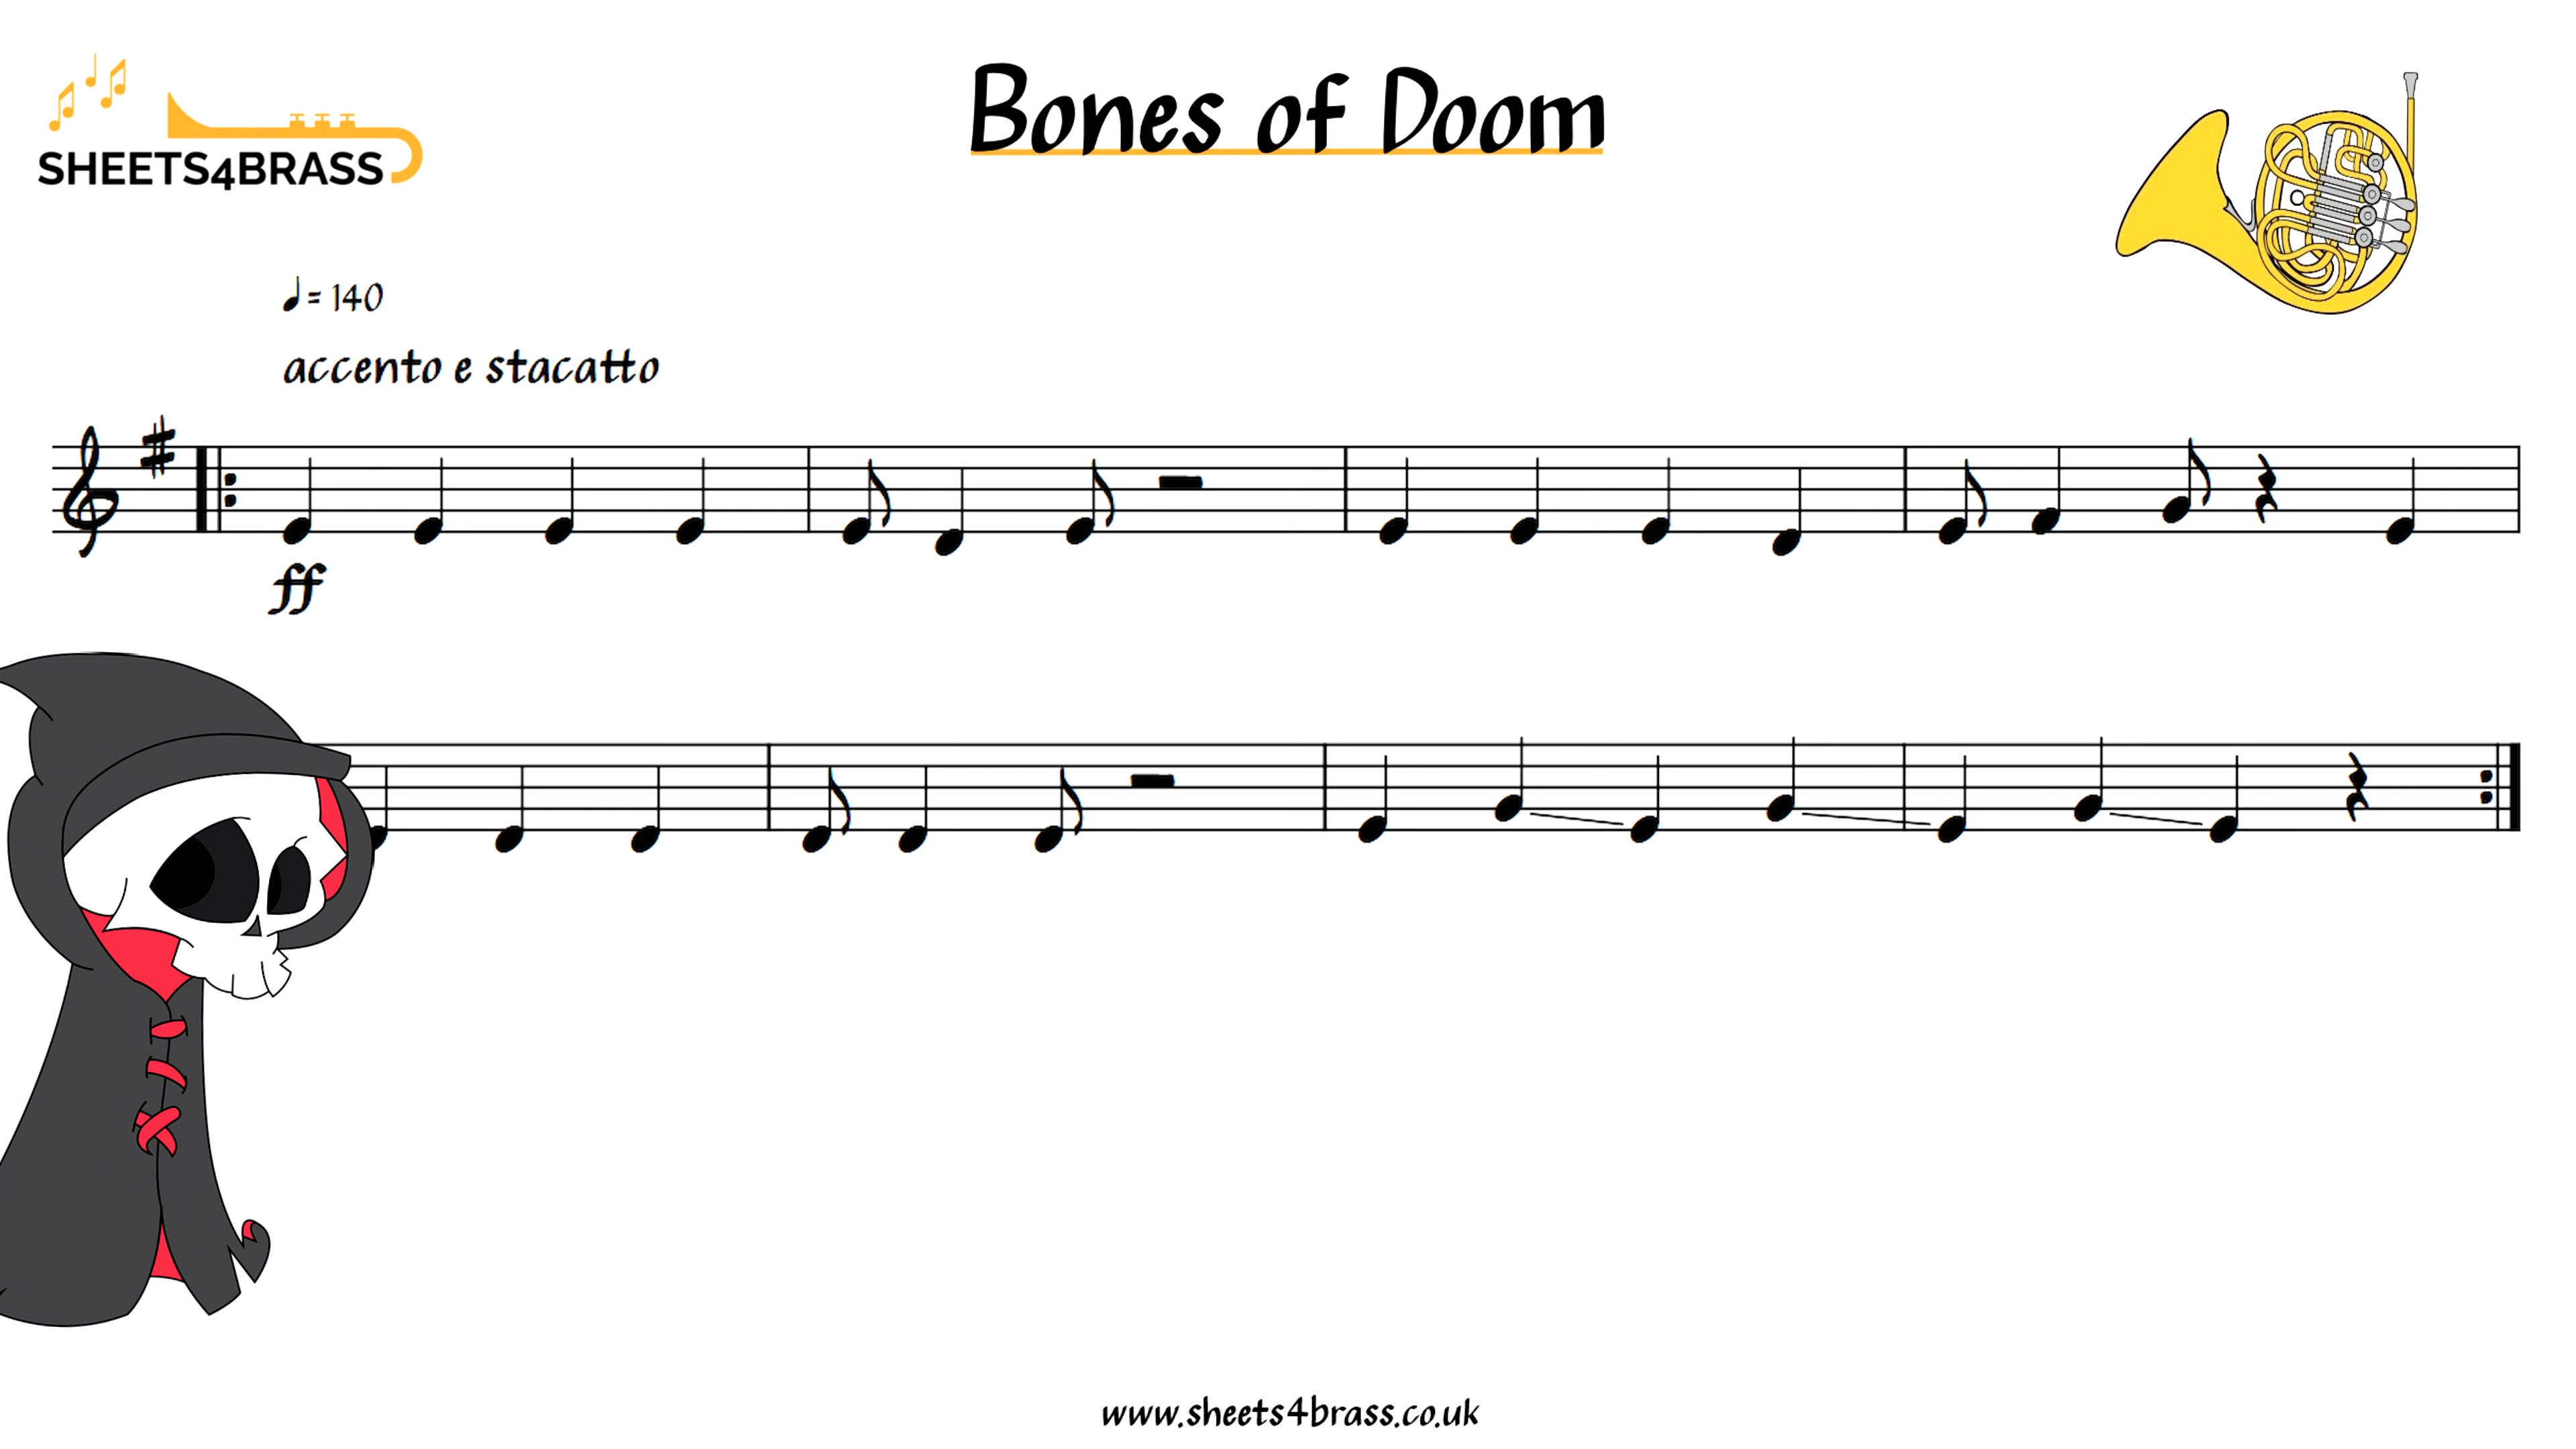 SHEETS4BRASS
Bones of Doom
= 140
accento e stacatto
ff
www.sheets4brass.co.uk